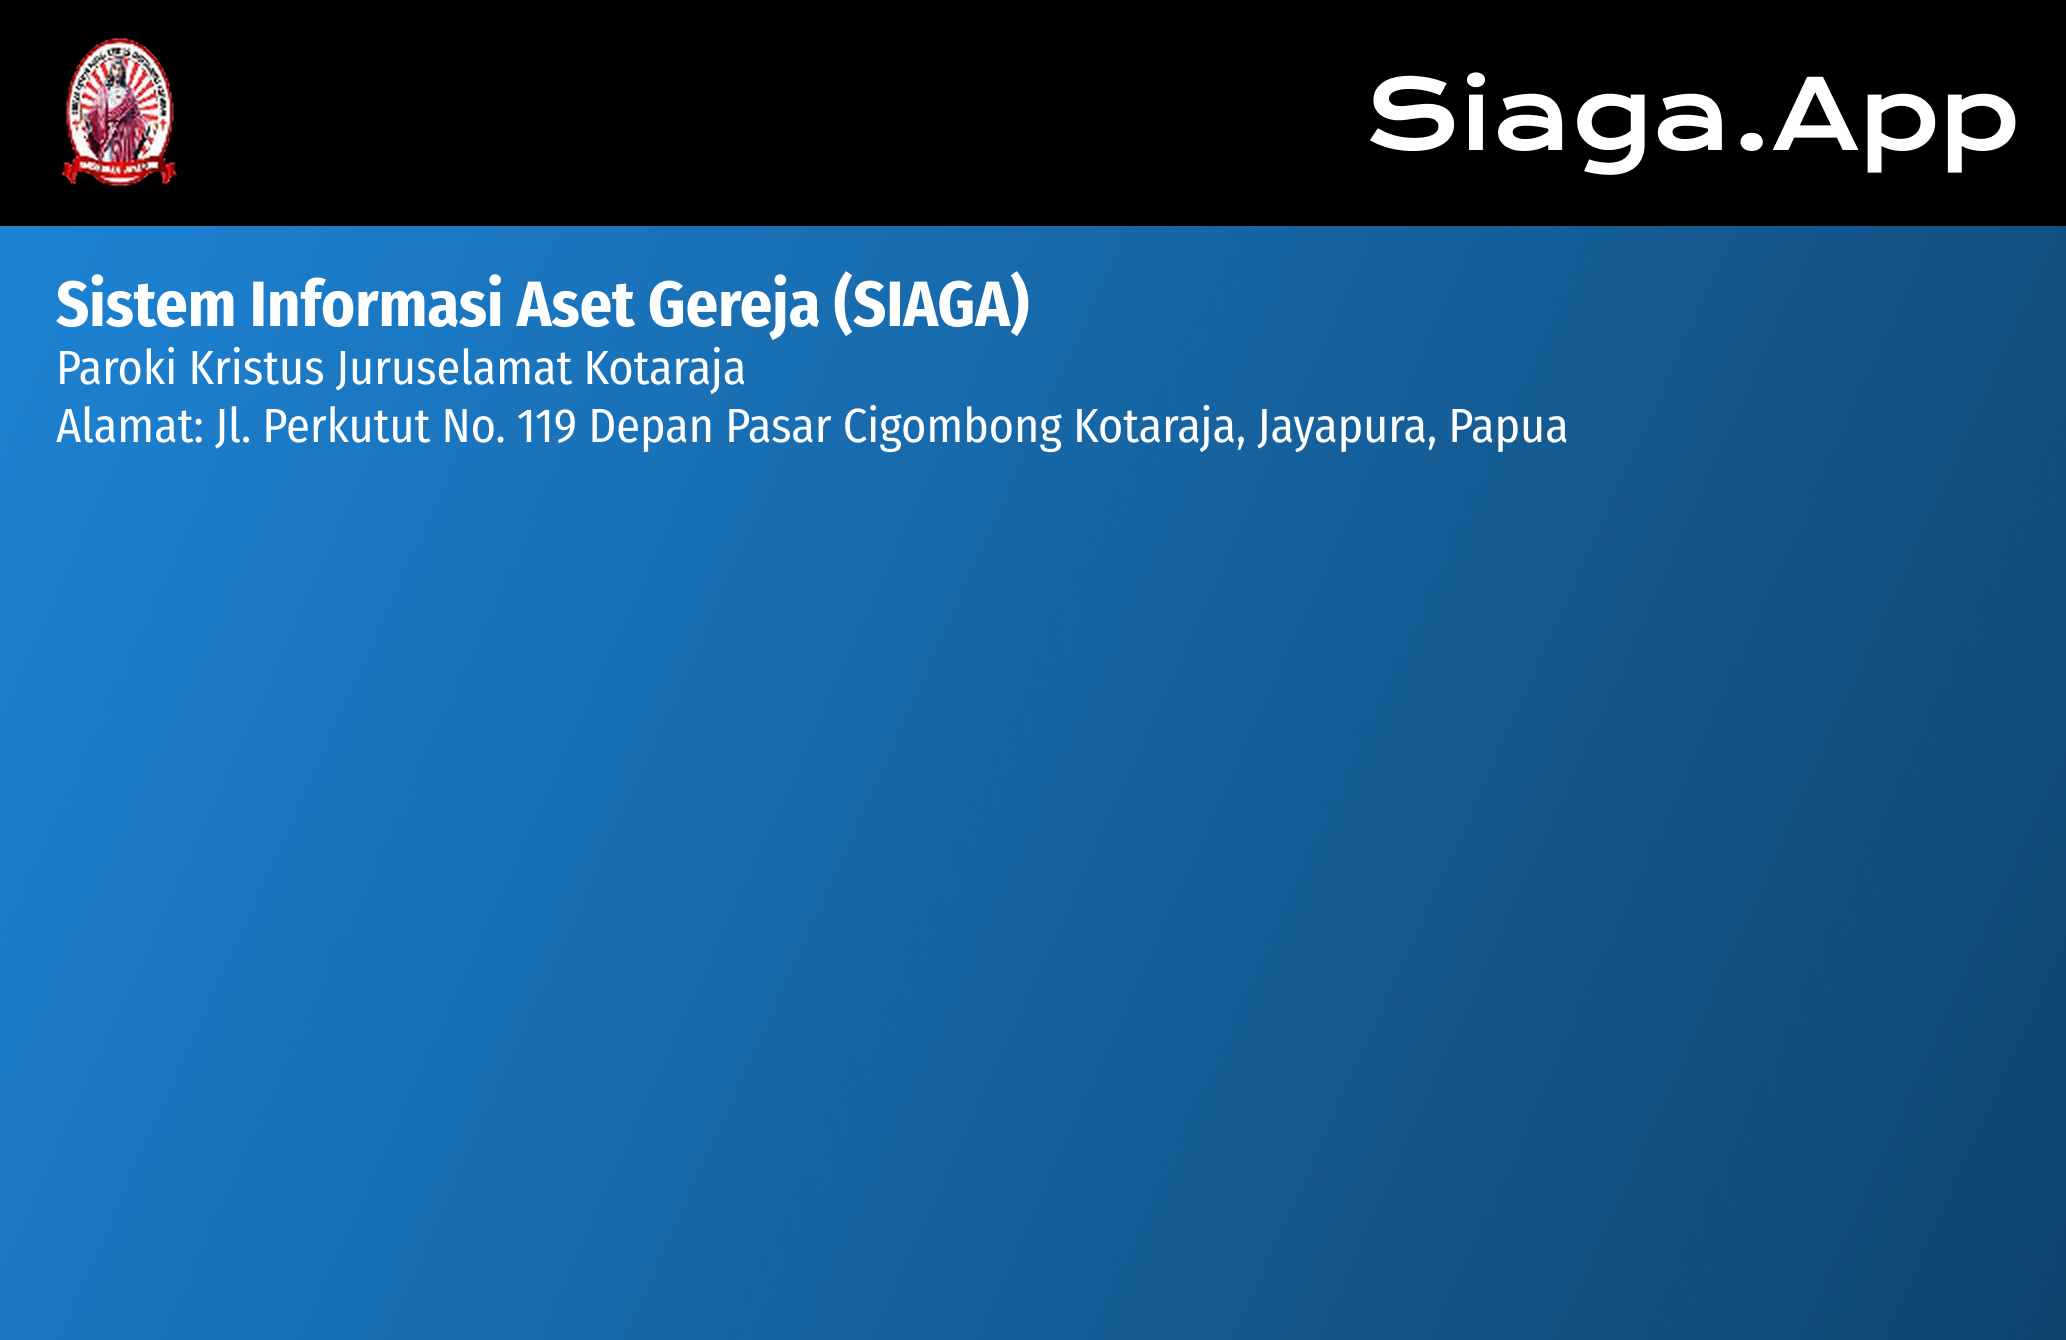 Siaga.App
Sistem Informasi Aset Gereja (SIAGA)
Paroki Kristus Juruselamat Kotaraja
Alamat: Jl. Perkutut No. 119 Depan Pasar Cigombong Kotaraja, Jayapura, Papua